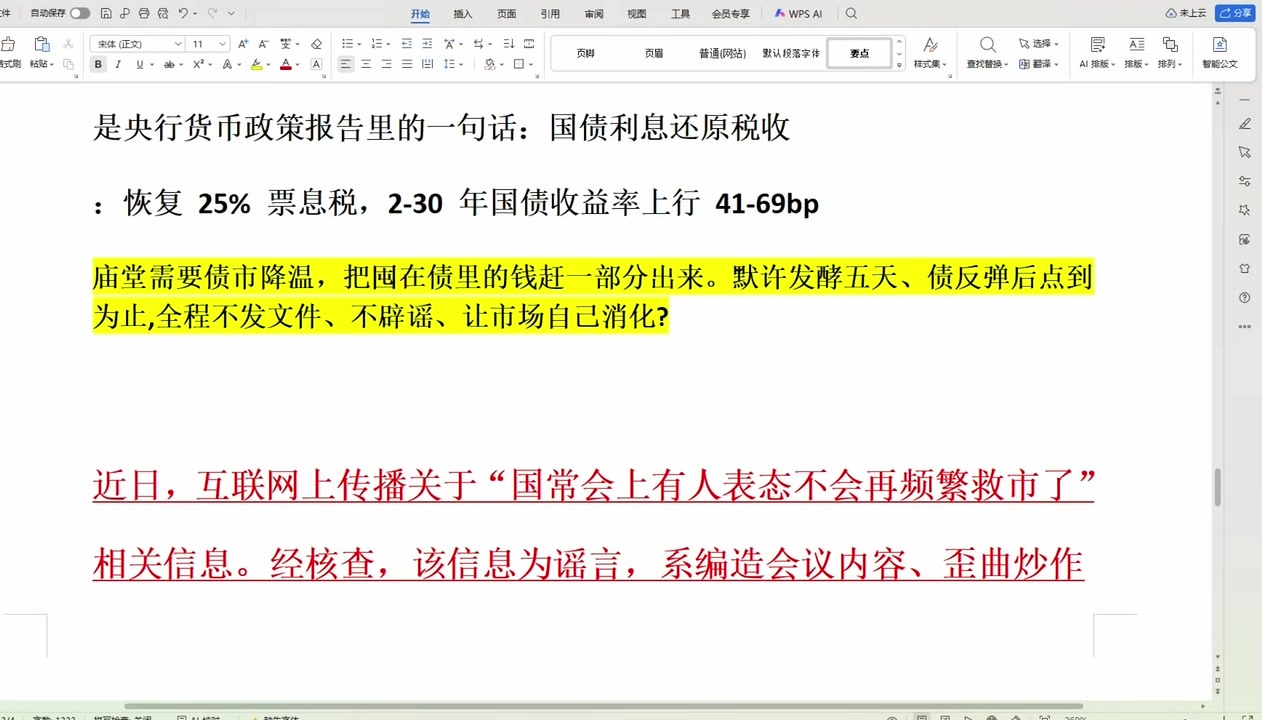 件
自动保存
开始 插入 页面 引用 审阅 视图 工具 会员专享 WPS AI
未上云 分享
格式刷 粘贴
宋体 (正文) 11
页脚 页眉 普通(网站) 默认段落字体 要点
样式集 查找替换 选择 翻译 AI 排版 排版 排列 智能公文
是央行货币政策报告里的一句话：国债利息还原税收
：恢复 25% 票息税，2-30 年国债收益率上行 41-69bp
庙堂需要债市降温，把囤在债里的钱赶一部分出来。默许发酵五天、债反弹后点到
为止,全程不发文件、不辟谣、让市场自己消化?
近日，互联网上传播关于“国常会上有人表态不会再频繁救市了”
相关信息。经核查，该信息为谣言，系编造会议内容、歪曲炒作